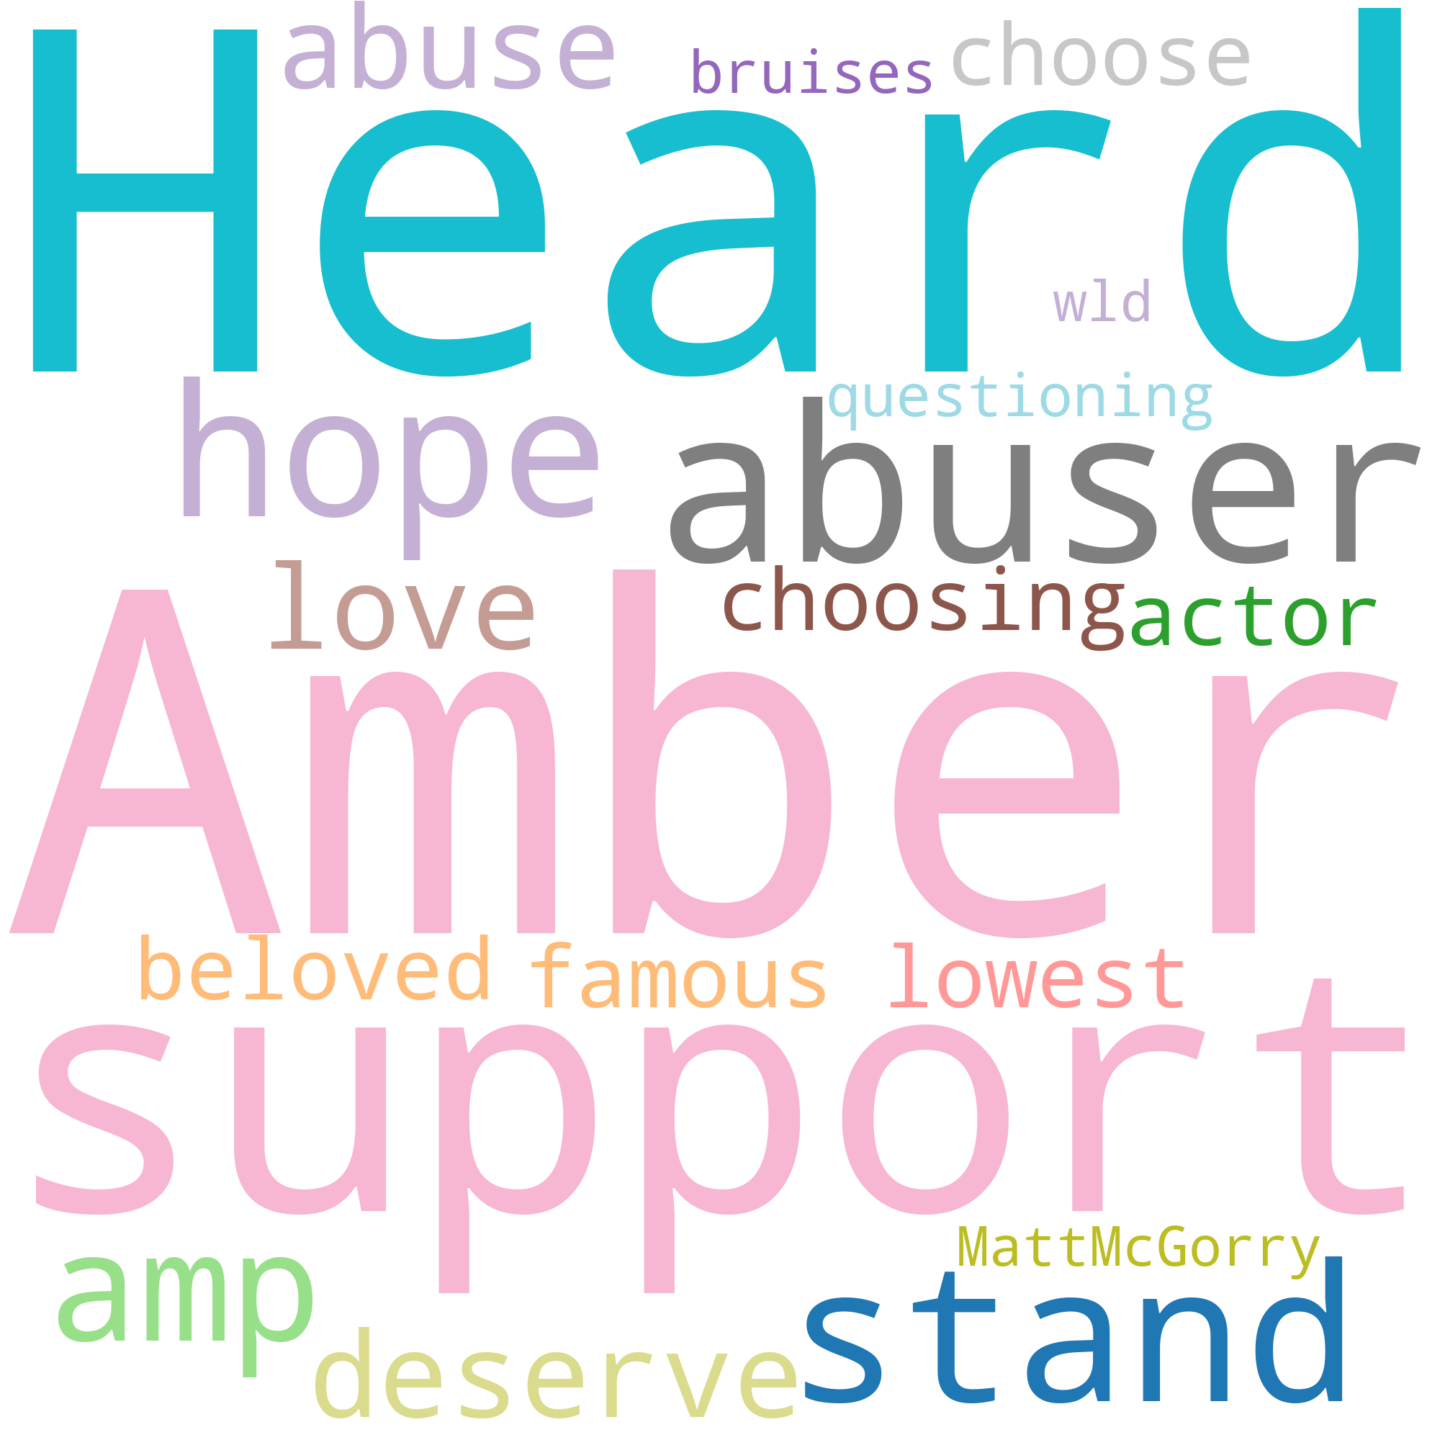 abuse
bruises
choose
Heard
wld
questioning
hope
abuser
love
choosing
actor
Amber
beloved
famous
lowest
support
MattMcGorry
amp
stand
deserve